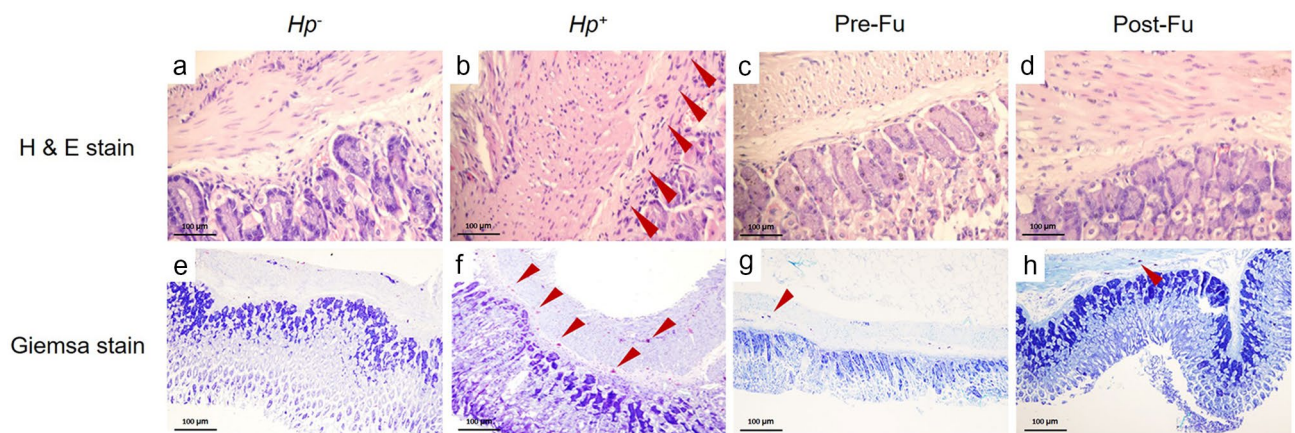 Hp⁻ Hp⁺ Pre-Fu Post-Fu
H & E stain
a b c d
100 µm 100 µm 100 µm 100 µm
Giemsa stain
e f g h
100 µm 100 µm 100 µm 100 µm